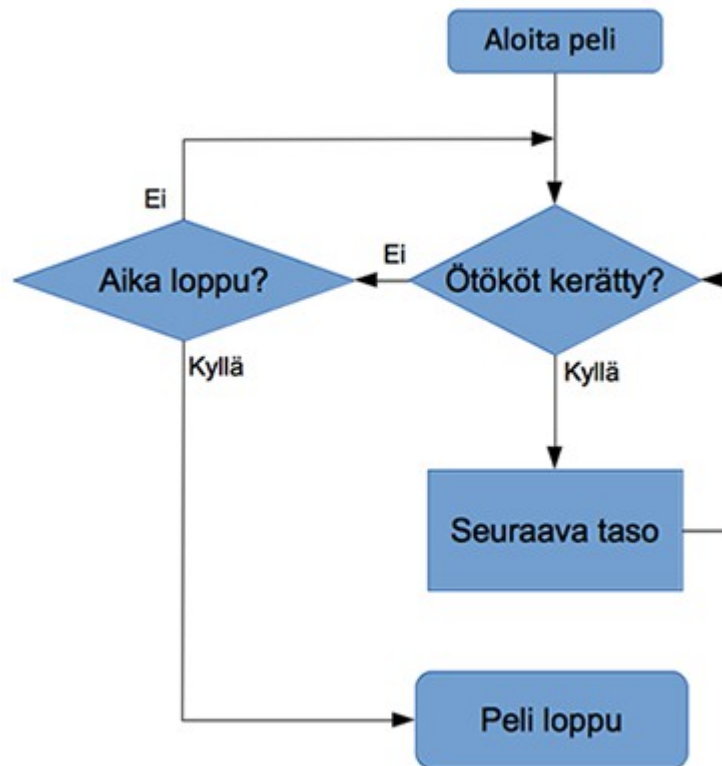 Aloita peli
Ei
Aika loppu?
Ei
Ötököt kerätty?
Kyllä
Kyllä
Seuraava taso
Peli loppu